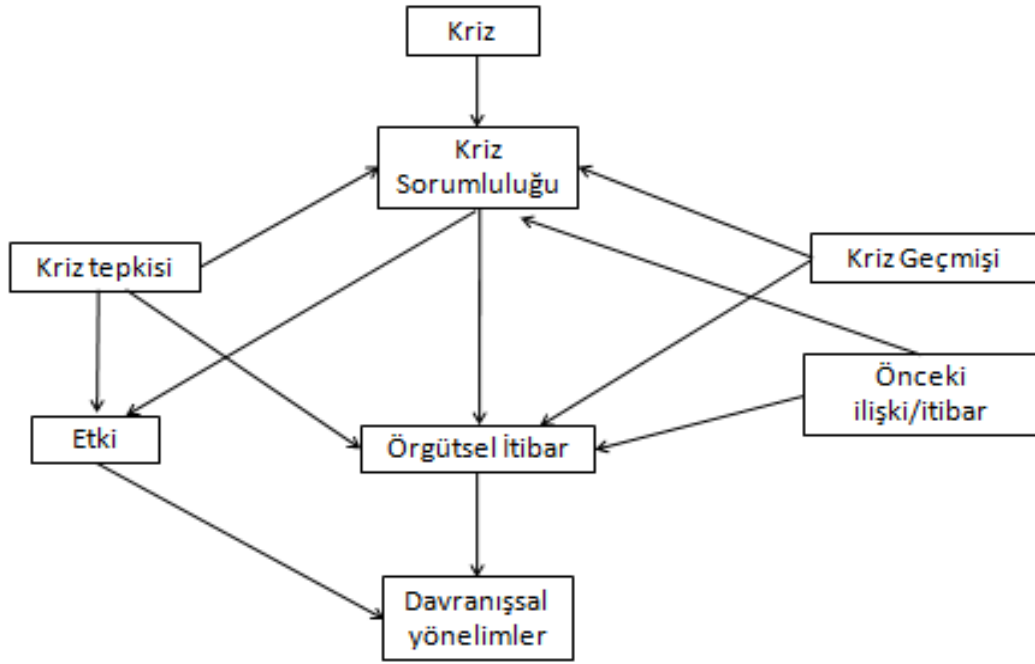 Kriz
Kriz
Sorumluluğu
Kriz tepkisi
Kriz Geçmişi
Önceki
ilişki/itibar
Etki
Örgütsel İtibar
Davranışsal
yönelimler